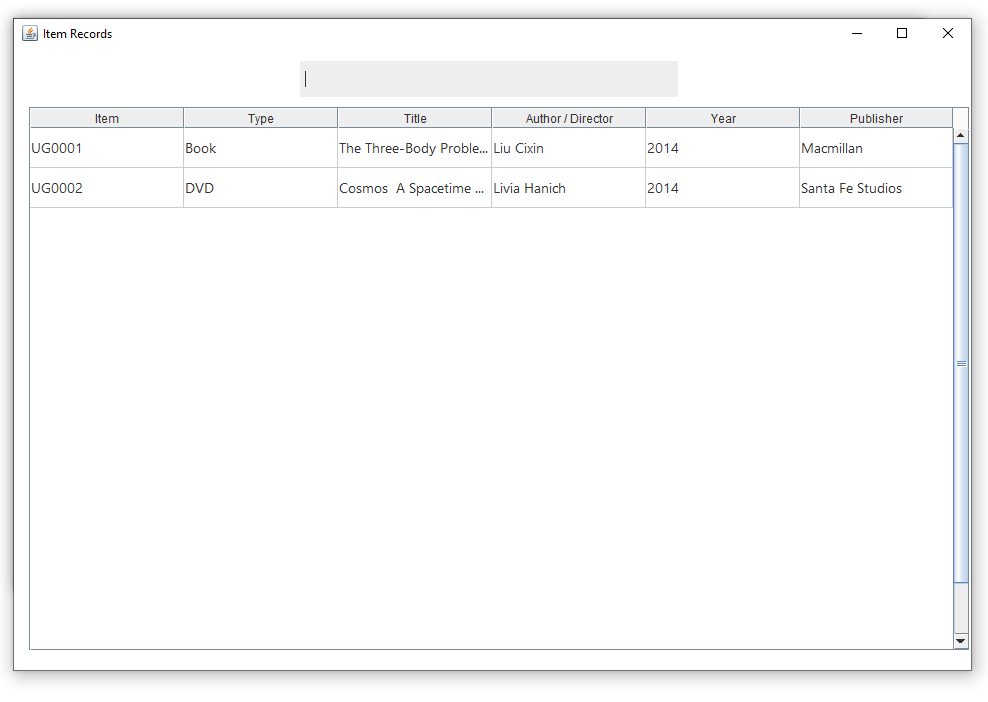 Item Records
Item Type Title Author / Director Year Publisher
UG0001 Book The Three-Body Proble... Liu Cixin 2014 Macmillan
UG0002 DVD Cosmos  A Spacetime ... Livia Hanich 2014 Santa Fe Studios